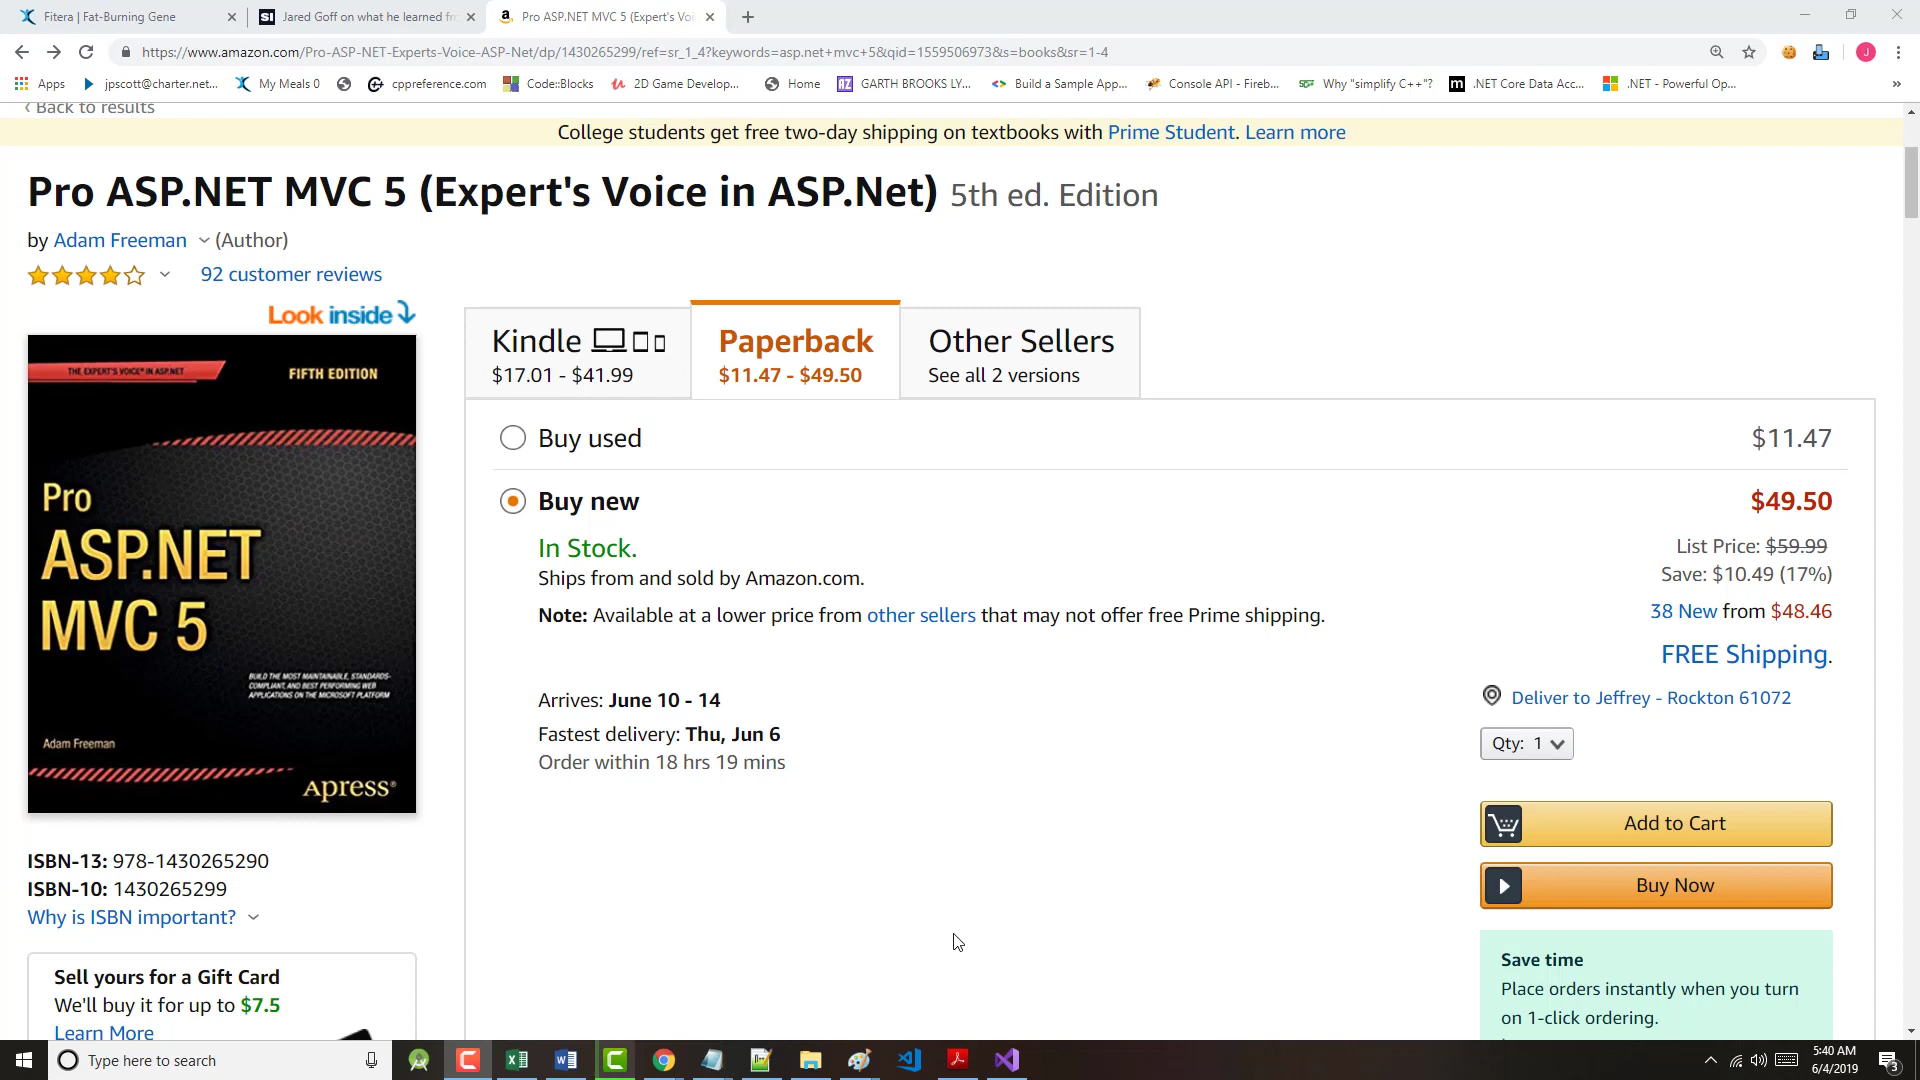 Fitera | Fat-Burning Gene
Jared Goff on what he learned fr
Pro ASP.NET MVC 5 (Expert's Voi
https://www.amazon.com/Pro-ASP-NET-Experts-Voice-ASP-Net/dp/1430265299/ref=sr_1_4?keywords=asp.net+mvc+5&qid=1559506973&s=books&sr=1-4
J
Apps
jpscott@charter.net...
My Meals 0
cppreference.com
Code::Blocks
2D Game Develop...
Home
GARTH BROOKS LY...
Build a Sample App...
Console API - Fireb...
Why "simplify C++"?
.NET Core Data Acc...
.NET - Powerful Op...
»
‹ Back to results
College students get free two-day shipping on textbooks with Prime Student. Learn more
Pro ASP.NET MVC 5 (Expert's Voice in ASP.Net) 5th ed. Edition
by Adam Freeman (Author)
92 customer reviews
Look inside
THE EXPERT'S VOICE® IN ASP.NET
FIFTH EDITION
Pro
ASP.NET
MVC 5
BUILD THE MOST MAINTAINABLE, STANDARDS-
COMPLIANT, AND BEST PERFORMING WEB
APPLICATIONS ON THE MICROSOFT PLATFORM
Adam Freeman
Apress®
ISBN-13: 978-1430265290
ISBN-10: 1430265299
Why is ISBN important?
Sell yours for a Gift Card
We'll buy it for up to $7.5
Learn More
Kindle
$17.01 - $41.99
Paperback
$11.47 - $49.50
Other Sellers
See all 2 versions
Buy used
$11.47
Buy new
$49.50
In Stock.
Ships from and sold by Amazon.com.
Note: Available at a lower price from other sellers that may not offer free Prime shipping.
List Price: $59.99
Save: $10.49 (17%)
38 New from $48.46
FREE Shipping.
Arrives: June 10 - 14
Fastest delivery: Thu, Jun 6
Order within 18 hrs 19 mins
Deliver to Jeffrey - Rockton 61072
Qty: 1
Add to Cart
Buy Now
Save time
Place orders instantly when you turn
on 1-click ordering.
Type here to search
5:40 AM
6/4/2019
3